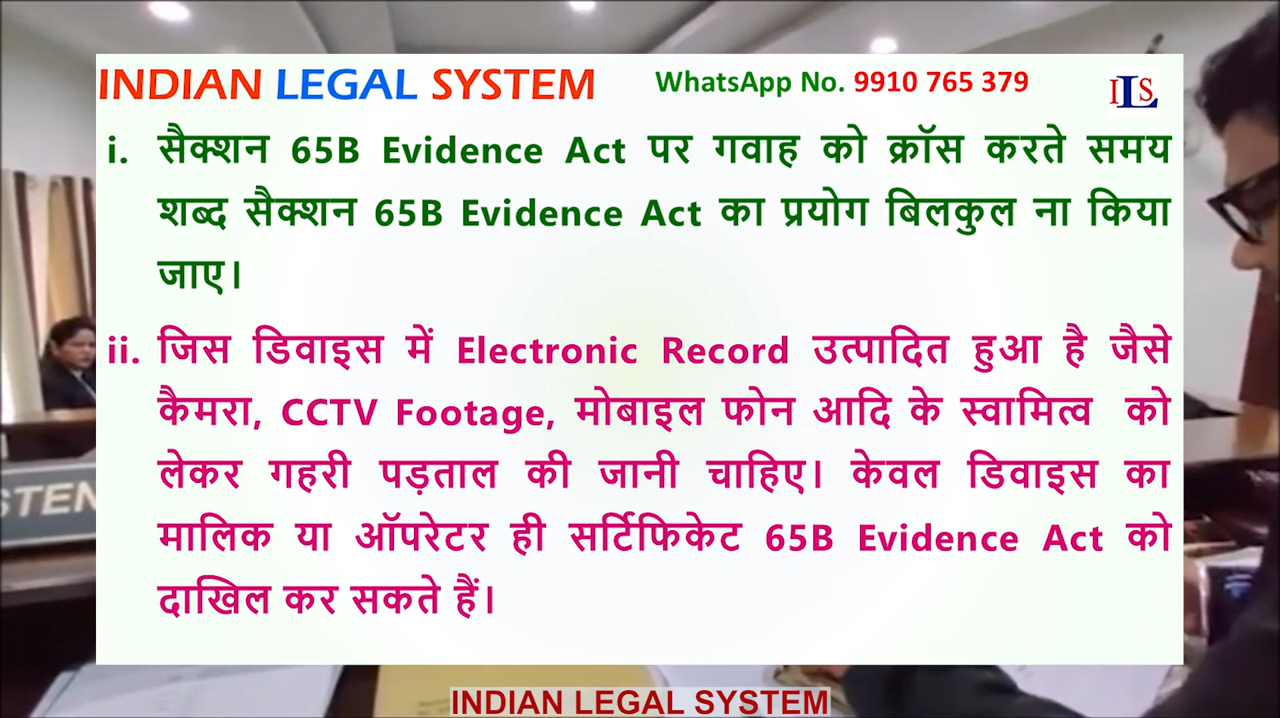 INDIAN LEGAL SYSTEM WhatsApp No. 9910 765 379 ILS
i. सैक्शन 65B Evidence Act पर गवाह को क्रॉस करते समय
शब्द सैक्शन 65B Evidence Act का प्रयोग बिलकुल ना किया
जाए।
ii. जिस डिवाइस में Electronic Record उत्पादित हुआ है जैसे
कैमरा, CCTV Footage, मोबाइल फोन आदि के स्वामित्व को
लेकर गहरी पड़ताल की जानी चाहिए। केवल डिवाइस का
मालिक या ऑपरेटर ही सर्टिफिकेट 65B Evidence Act को
दाखिल कर सकते हैं।
STEN
INDIAN LEGAL SYSTEM